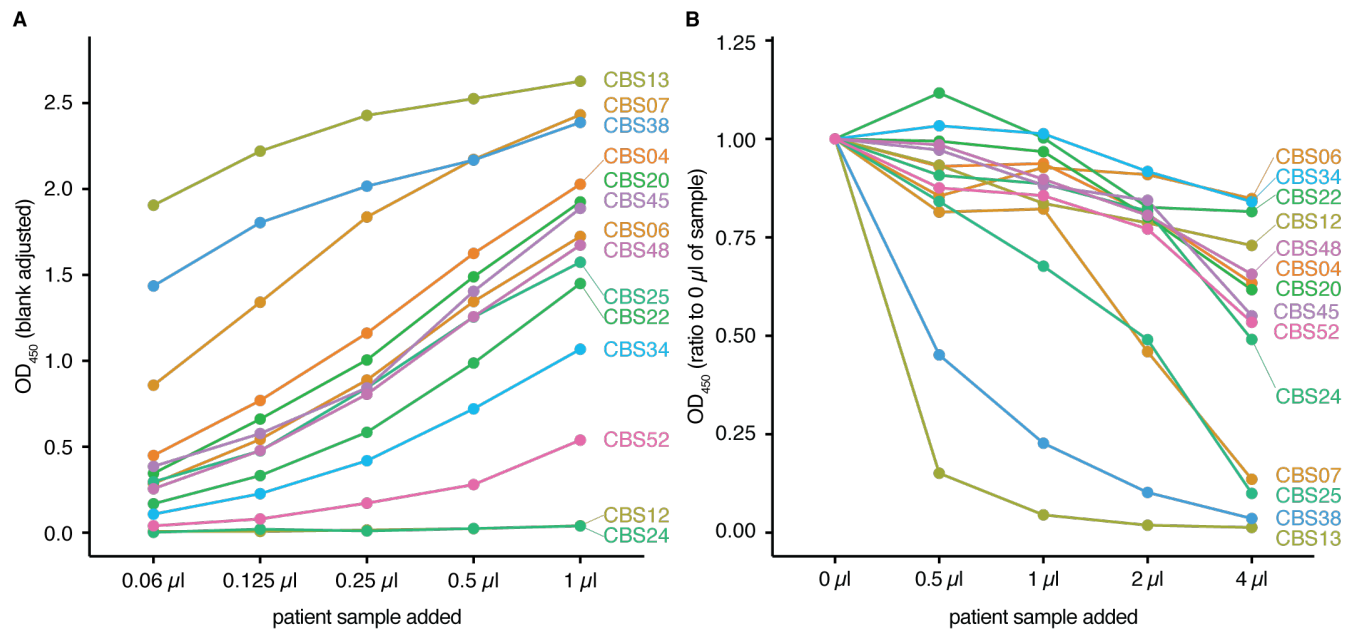 A
OD450 (blank adjusted)
2.5
2.0
1.5
1.0
0.5
0.0
0.06 µl
0.125 µl
0.25 µl
0.5 µl
1 µl
patient sample added
CBS13
CBS07
CBS38
CBS04
CBS20
CBS45
CBS06
CBS48
CBS25
CBS22
CBS34
CBS52
CBS12
CBS24
B
OD450 (ratio to 0 µl of sample)
1.25
1.00
0.75
0.50
0.25
0.00
0 µl
0.5 µl
1 µl
2 µl
4 µl
patient sample added
CBS06
CBS34
CBS22
CBS12
CBS48
CBS04
CBS20
CBS45
CBS52
CBS24
CBS07
CBS25
CBS38
CBS13